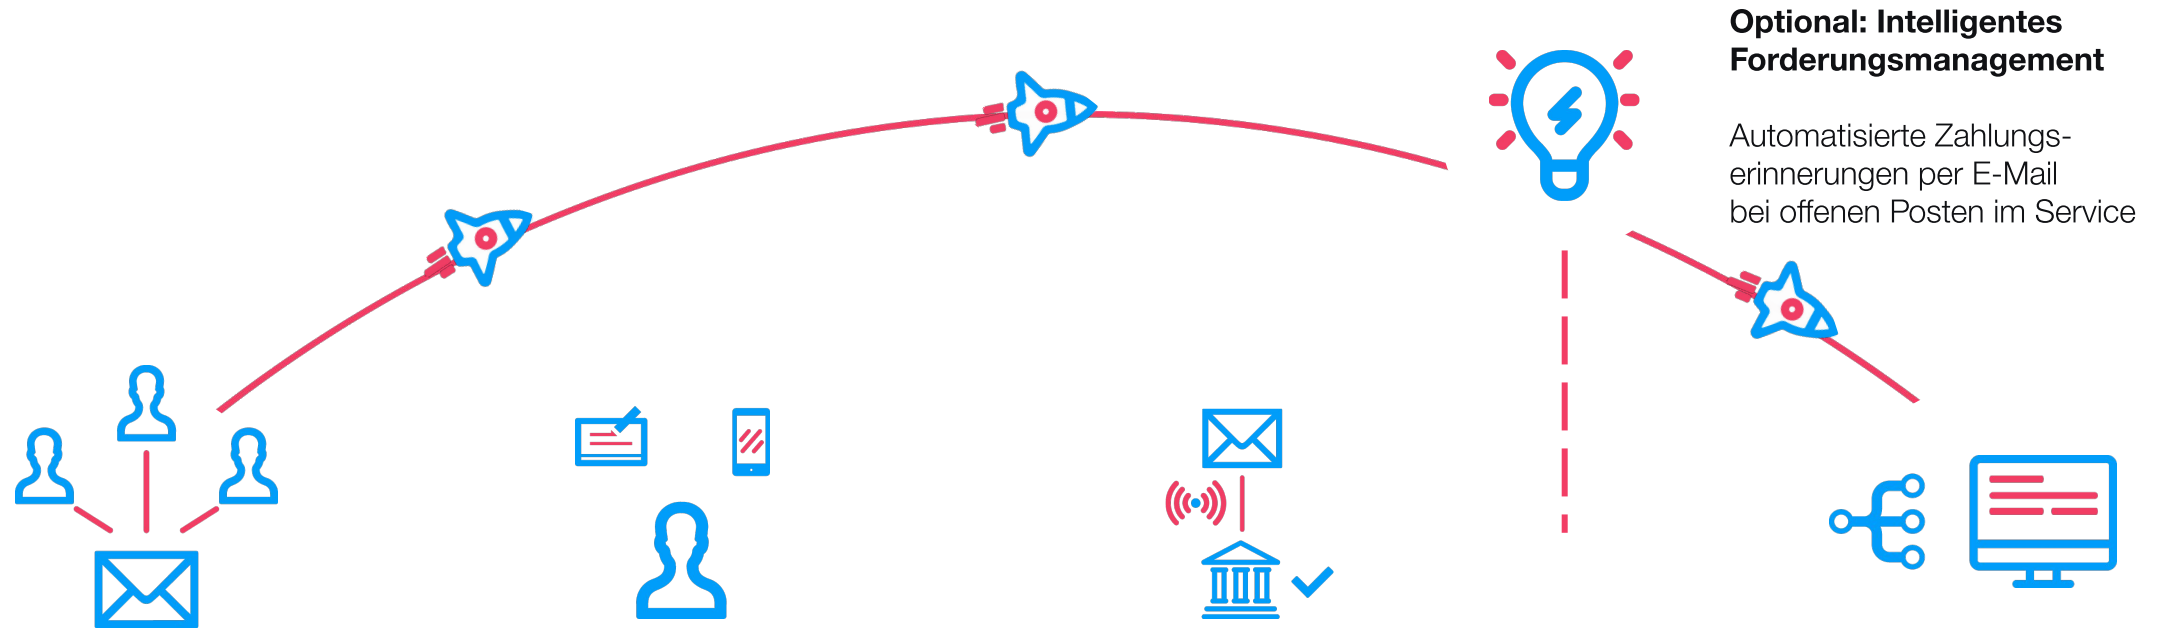 Optional: Intelligentes
Forderungsmanagement
Automatisierte Zahlungs-
erinnerungen per E-Mail
bei offenen Posten im Service